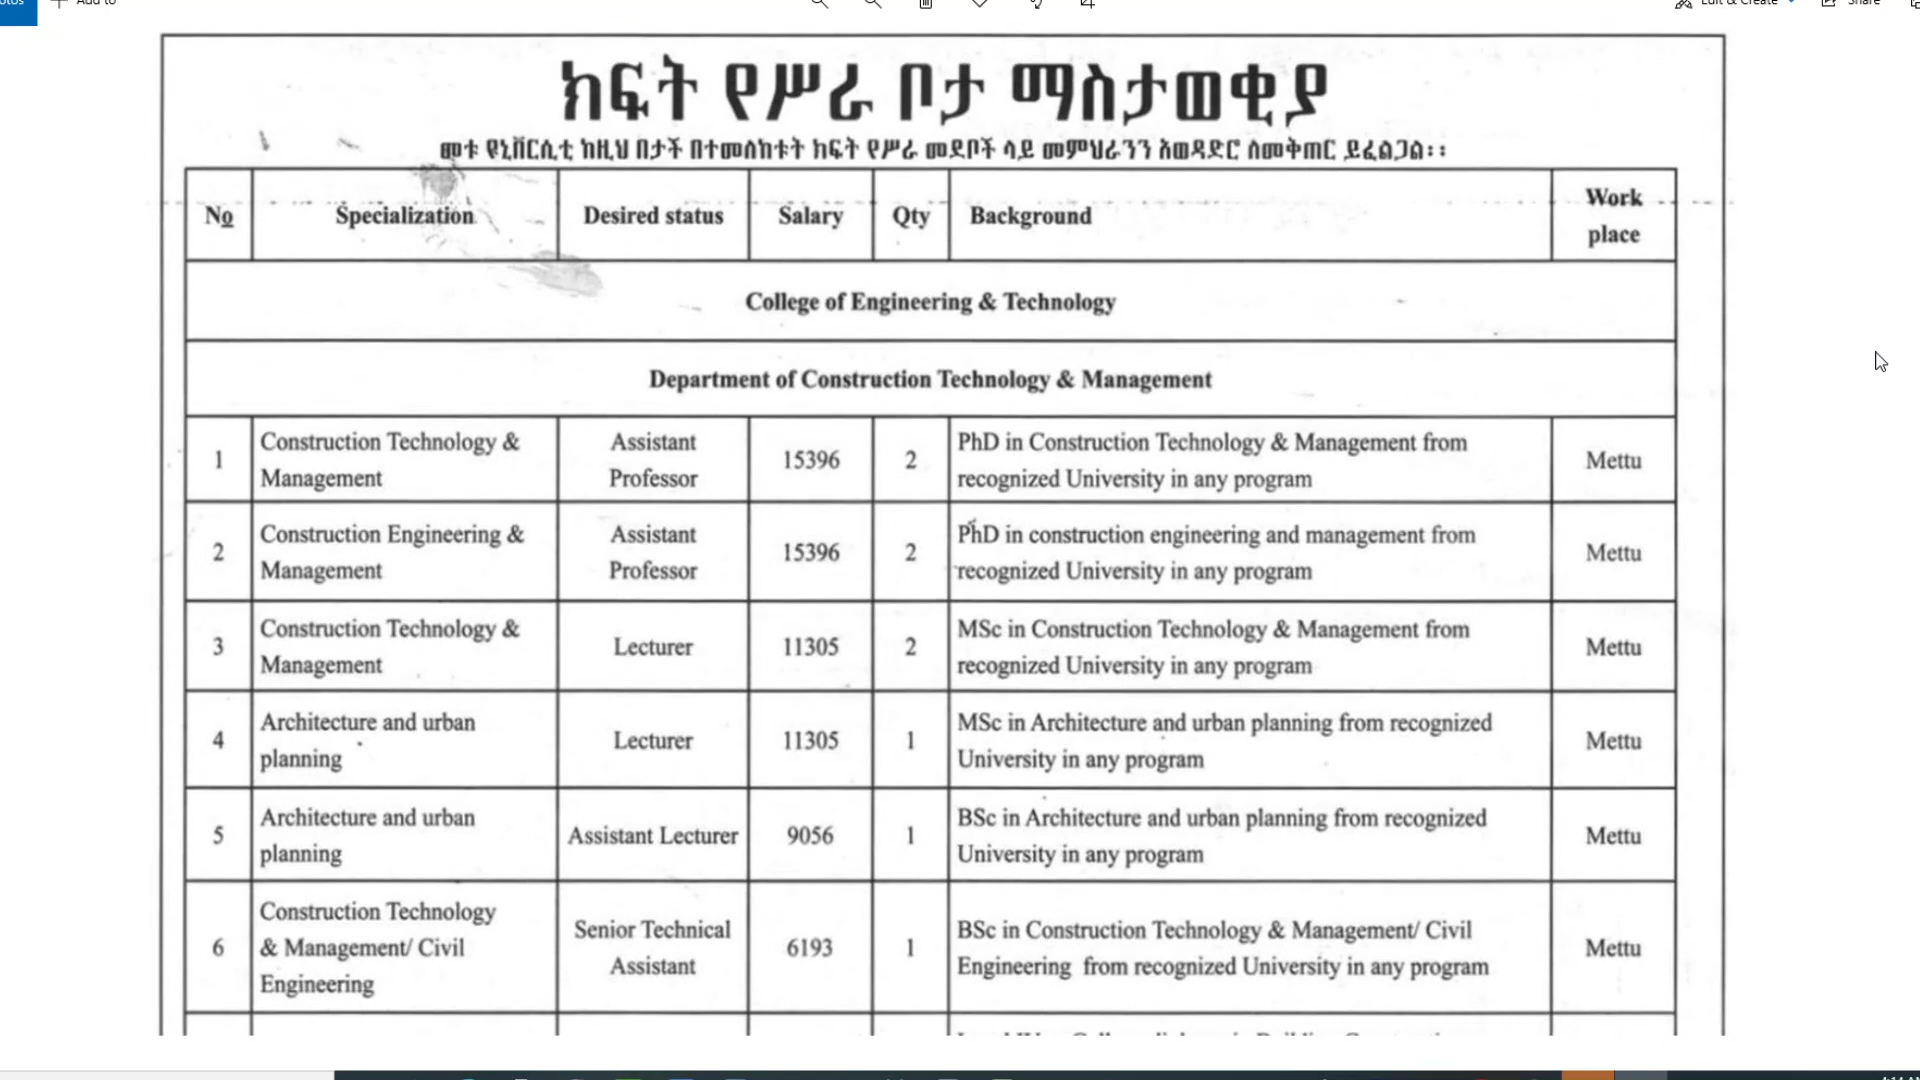 Add to
Edit & Create
Share
ክፍት የሥራ ቦታ ማስታወቂያ
መቱ ዩኒቨርሲቲ ከዚህ በታች በተመለከቱት ክፍት የሥራ መደቦች ላይ መምህራንን አወዳድሮ ለመቅጠር ይፈልጋል፡፡
No Specialization Desired status Salary Qty Background Work place
College of Engineering & Technology
Department of Construction Technology & Management
1 Construction Technology & Management Assistant Professor 15396 2 PhD in Construction Technology & Management from recognized University in any program Mettu
2 Construction Engineering & Management Assistant Professor 15396 2 PhD in construction engineering and management from recognized University in any program Mettu
3 Construction Technology & Management Lecturer 11305 2 MSc in Construction Technology & Management from recognized University in any program Mettu
4 Architecture and urban planning Lecturer 11305 1 MSc in Architecture and urban planning from recognized University in any program Mettu
5 Architecture and urban planning Assistant Lecturer 9056 1 BSc in Architecture and urban planning from recognized University in any program Mettu
6 Construction Technology & Management/ Civil Engineering Senior Technical Assistant 6193 1 BSc in Construction Technology & Management/ Civil Engineering from recognized University in any program Mettu